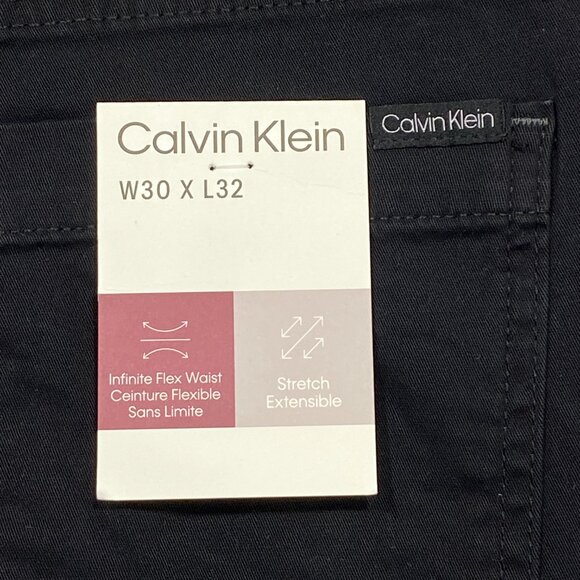 Calvin Klein
Calvin Klein
W30 X L32
Infinite Flex Waist
Ceinture Flexible
Sans Limite
Stretch
Extensible